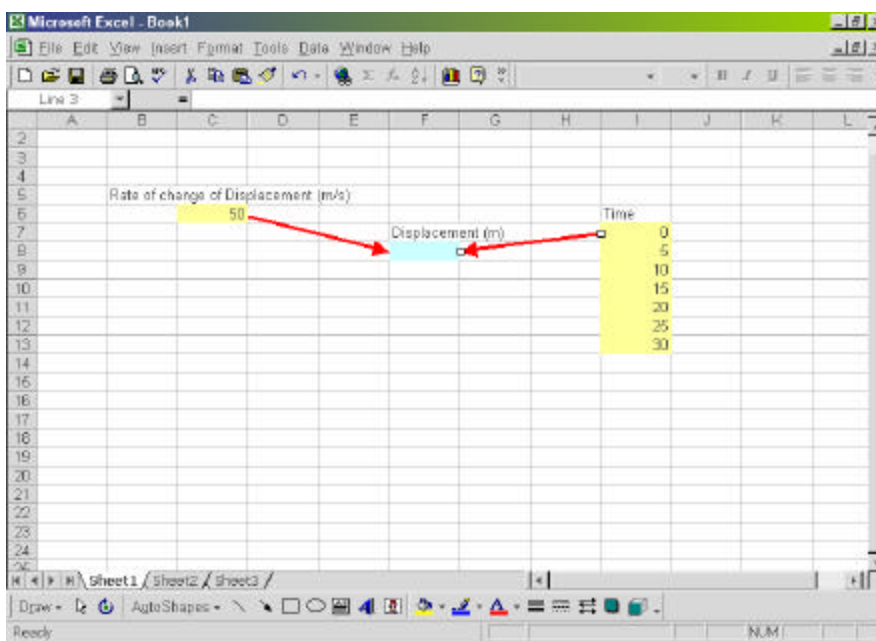 Microsoft Excel - Book1
File Edit View Insert Format Tools Data Window Help
Line 3 =
A B C D E F G H I J K L
2
3
4
5 Rate of change of Displacement (m/s)
6 50 Time
7 Displacement (m) 0
8 5
9 10
10 15
11 20
12 25
13 30
14
15
16
17
18
19
20
21
22
23
24
25
Sheet1 Sheet2 Sheet3
Draw AutoShapes
Ready NUM